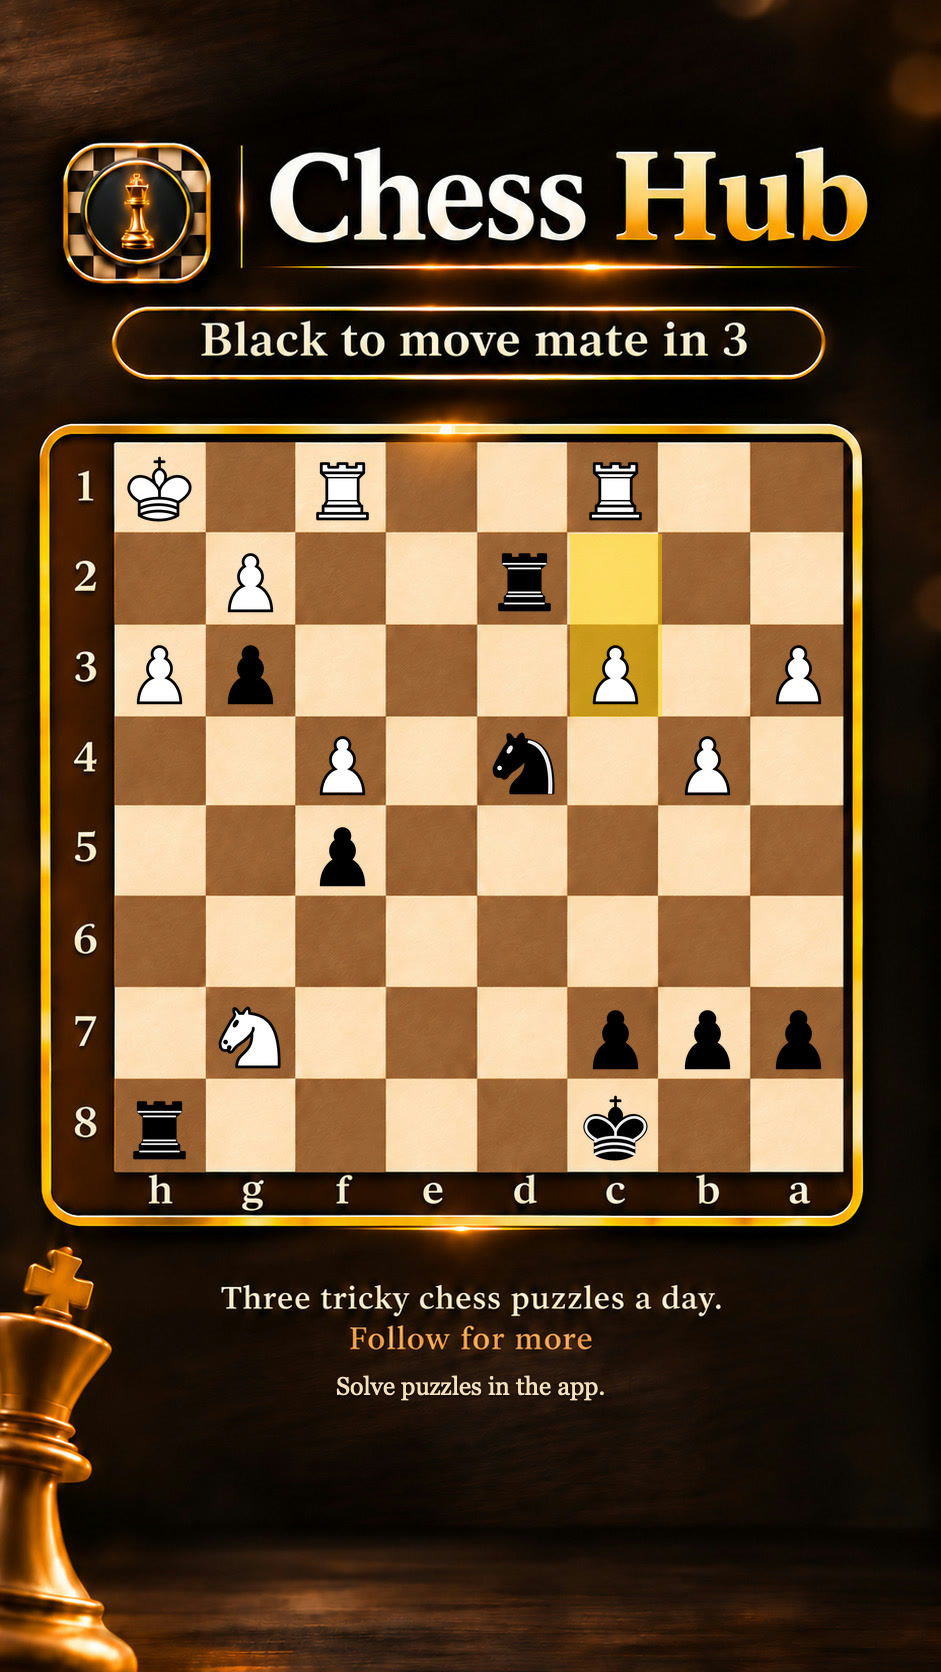 Chess Hub
Black to move mate in 3
1
2
3
4
5
6
7
8
h g f e d c b a
Three tricky chess puzzles a day.
Follow for more
Solve puzzles in the app.